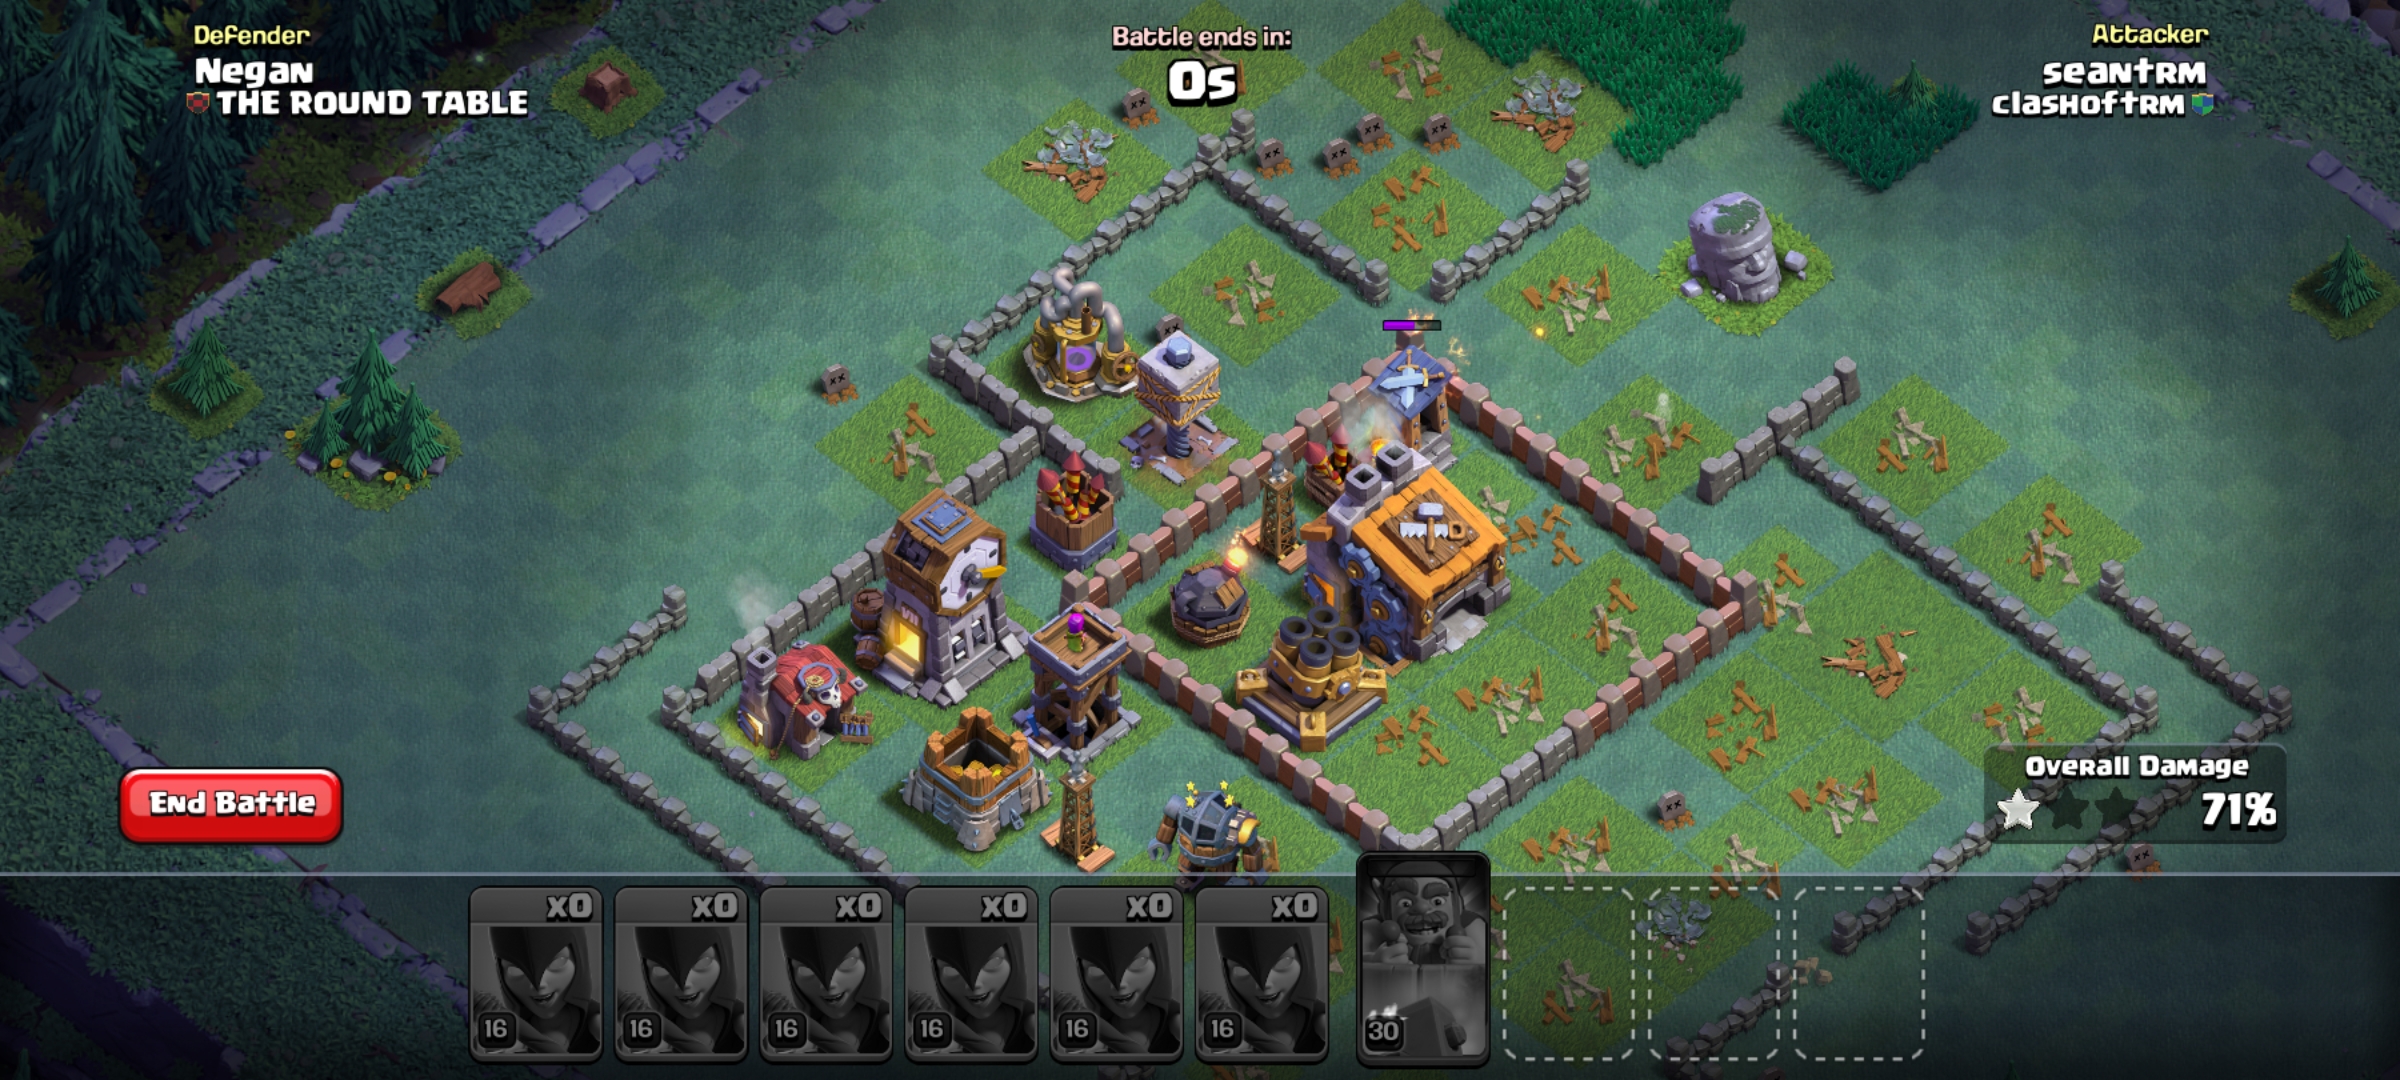 Defender
Negan
THE ROUND TABLE
Battle ends in:
0s
Attacker
seantRM
clashoftRM
End Battle
Overall Damage
71%
x0
x0
x0
x0
x0
x0
16
16
16
16
16
16
30